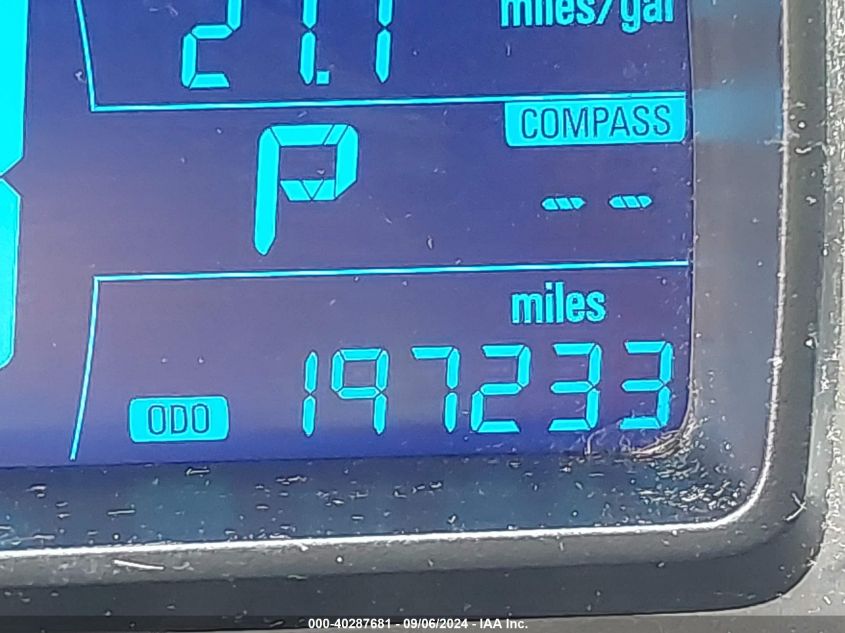 21.1 miles/gal
COMPASS
P --
miles
ODO 197233
000-40287681 - 09/06/2024 - IAA Inc.